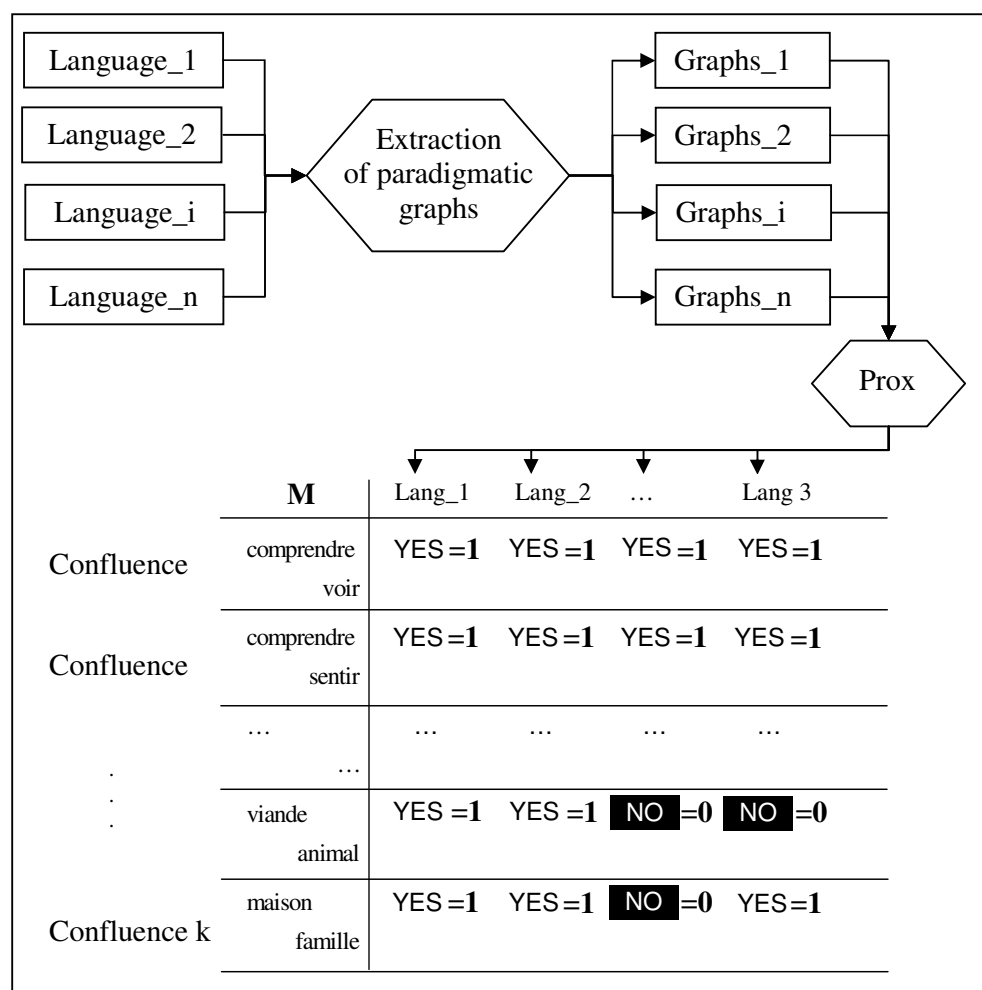 Language_1
Graphs_1
Language_2
Graphs_2
Extraction
of paradigmatic
graphs
Language_i
Graphs_i
Language_n
Graphs_n
Prox
M Lang_1 Lang_2 … Lang 3
Confluence comprendre YES=1 YES=1 YES=1 YES=1
voir
Confluence comprendre YES=1 YES=1 YES=1 YES=1
sentir
… … … … …
…
.
.
.
viande YES=1 YES=1 NO=0 NO=0
animal
maison YES=1 YES=1 NO=0 YES=1
Confluence k famille